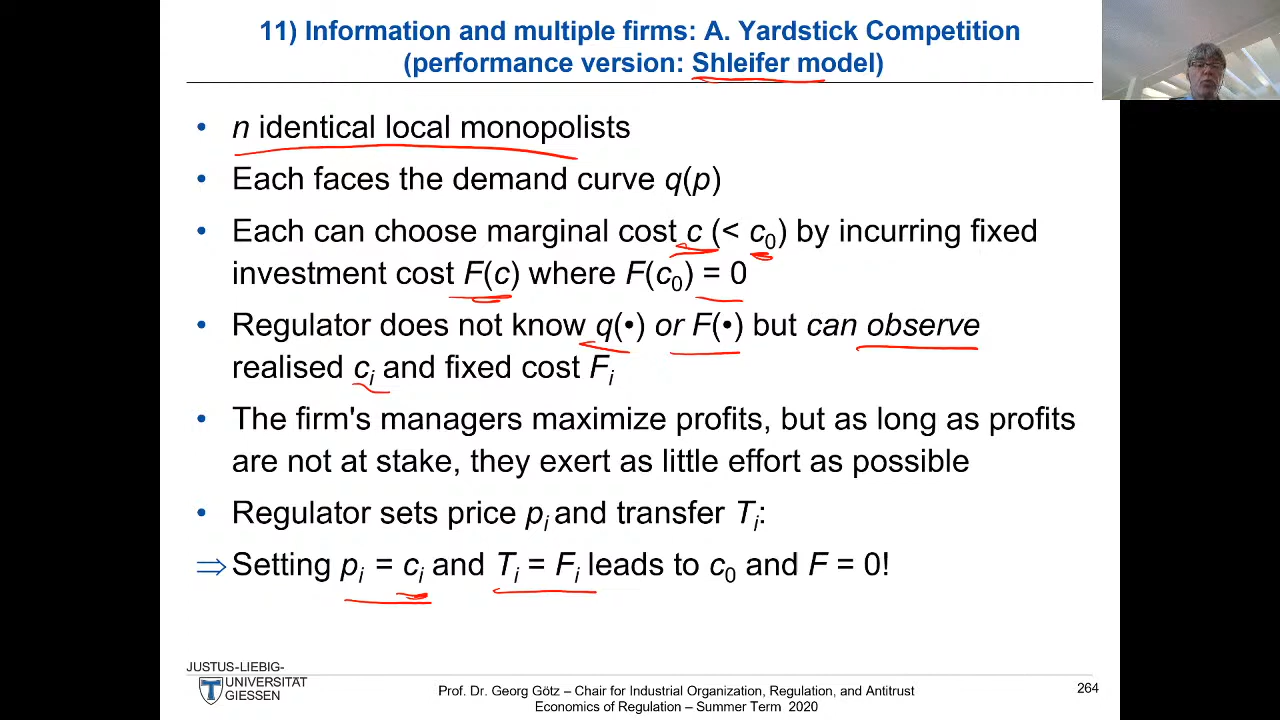 11) Information and multiple firms: A. Yardstick Competition
(performance version: Shleifer model)
• n identical local monopolists
• Each faces the demand curve q(p)
• Each can choose marginal cost c (< c₀) by incurring fixed
investment cost F(c) where F(c₀) = 0
• Regulator does not know q(•) or F(•) but can observe
realised cᵢ and fixed cost Fᵢ
• The firm's managers maximize profits, but as long as profits
are not at stake, they exert as little effort as possible
• Regulator sets price pᵢ and transfer Tᵢ:
⇒ Setting pᵢ = cᵢ and Tᵢ = Fᵢ leads to c₀ and F = 0!
JUSTUS-LIEBIG-
UNIVERSITÄT
GIESSEN
Prof. Dr. Georg Götz – Chair for Industrial Organization, Regulation, and Antitrust
Economics of Regulation – Summer Term 2020
264